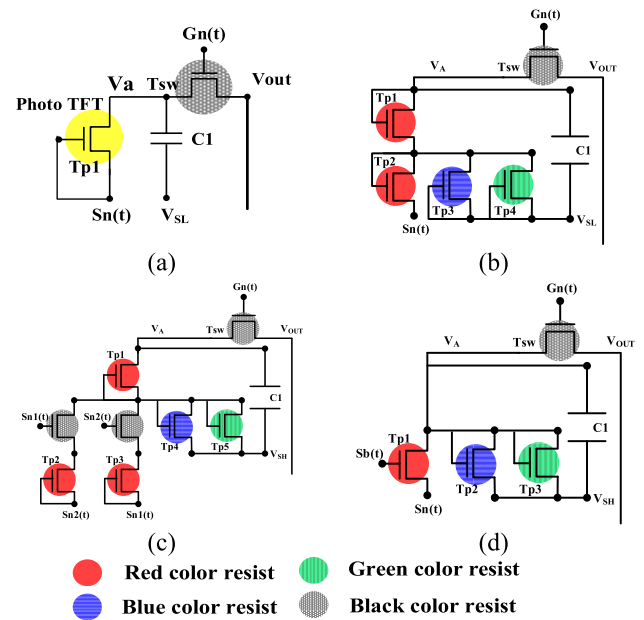 Gn(t)
Va
Tsw
Vout
Photo TFT
C1
Tp1
Sn(t)
VSL
(a)
Gn(t)
VA
Tsw
VOUT
Tp1
C1
Tp2
Tp3
Tp4
Sn(t)
VSL
(b)
Gn(t)
VA
Tsw
VOUT
Tp1
C1
Sn1(t)
Sn2(t)
Tp4
Tp5
Tp2
Tp3
VSH
Sn2(t)
Sn1(t)
(c)
Gn(t)
VA
Tsw
VOUT
C1
Tp1
Sb(t)
Tp2
Tp3
Sn(t)
VSH
(d)
Red color resist
Green color resist
Blue color resist
Black color resist